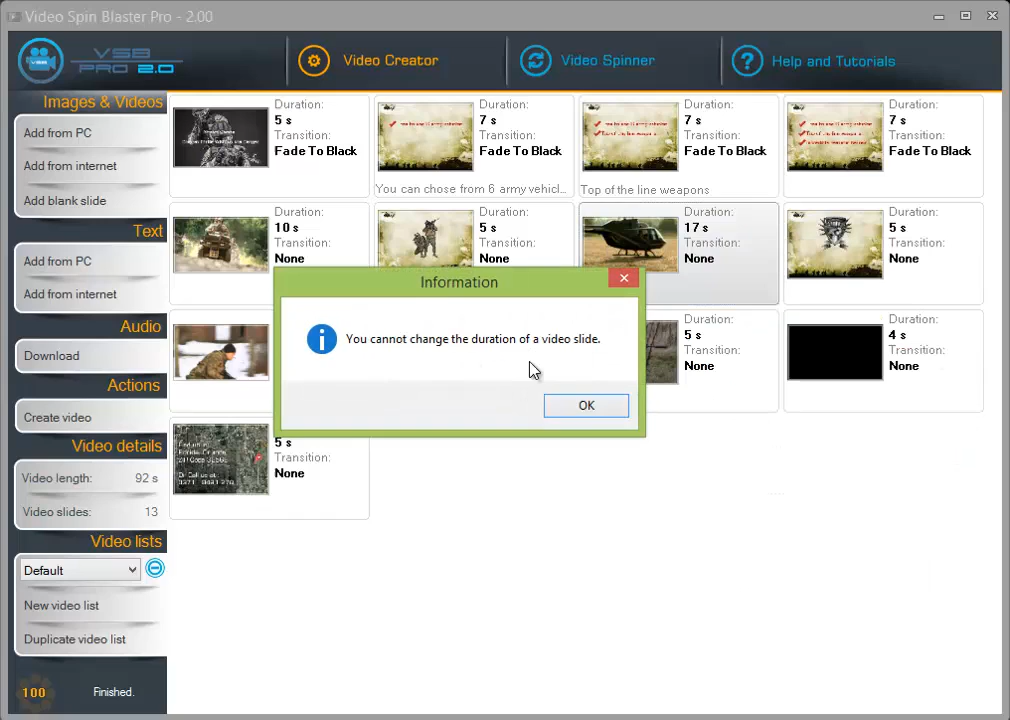 Video Spin Blaster Pro - 2.00
VSB
PRO 2.0
Video Creator
Video Spinner
?
Help and Tutorials
Images & Videos
Add from PC
Add from internet
Add blank slide
Text
Add from PC
Add from internet
Audio
Download
Actions
Create video
Video details
Video length: 92 s
Video slides: 13
Video lists
Default
New video list
Duplicate video list
100 Finished.
Duration:
5 s
Transition:
Fade To Black
Duration:
7 s
Transition:
Fade To Black
You can chose from 6 army vehicl...
Duration:
7 s
Transition:
Fade To Black
Top of the line weapons
Duration:
7 s
Transition:
Fade To Black
Duration:
10 s
Transition:
None
Duration:
5 s
Transition:
None
Duration:
17 s
Transition:
None
Duration:
5 s
Transition:
None
Duration:
5 s
Transition:
None
Duration:
4 s
Transition:
None
5 s
Transition:
None
Information
You cannot change the duration of a video slide.
OK